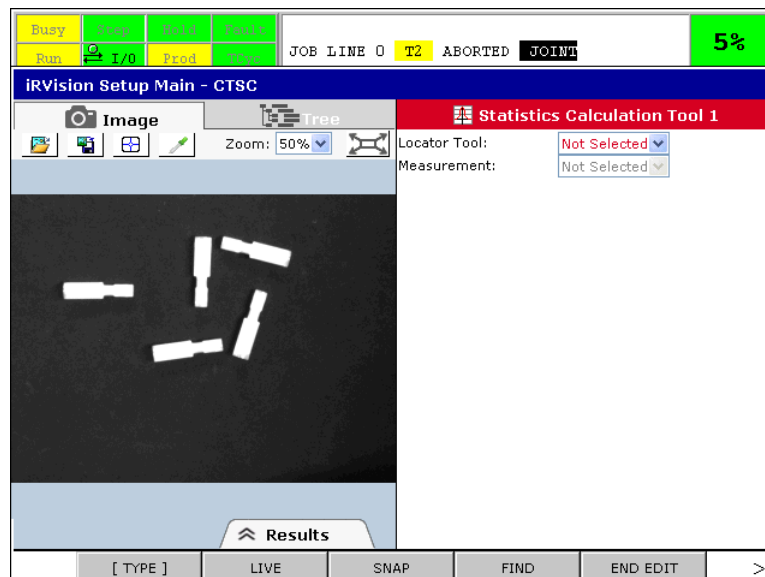 Busy Step Hold Fault
Run I/O Prod TCyc
JOB LINE 0 T2 ABORTED JOINT
5%
iRVision Setup Main - CTSC
Image Tree
Statistics Calculation Tool 1
Zoom: 50%
Locator Tool: Not Selected
Measurement: Not Selected
Results
[ TYPE ] LIVE SNAP FIND END EDIT >